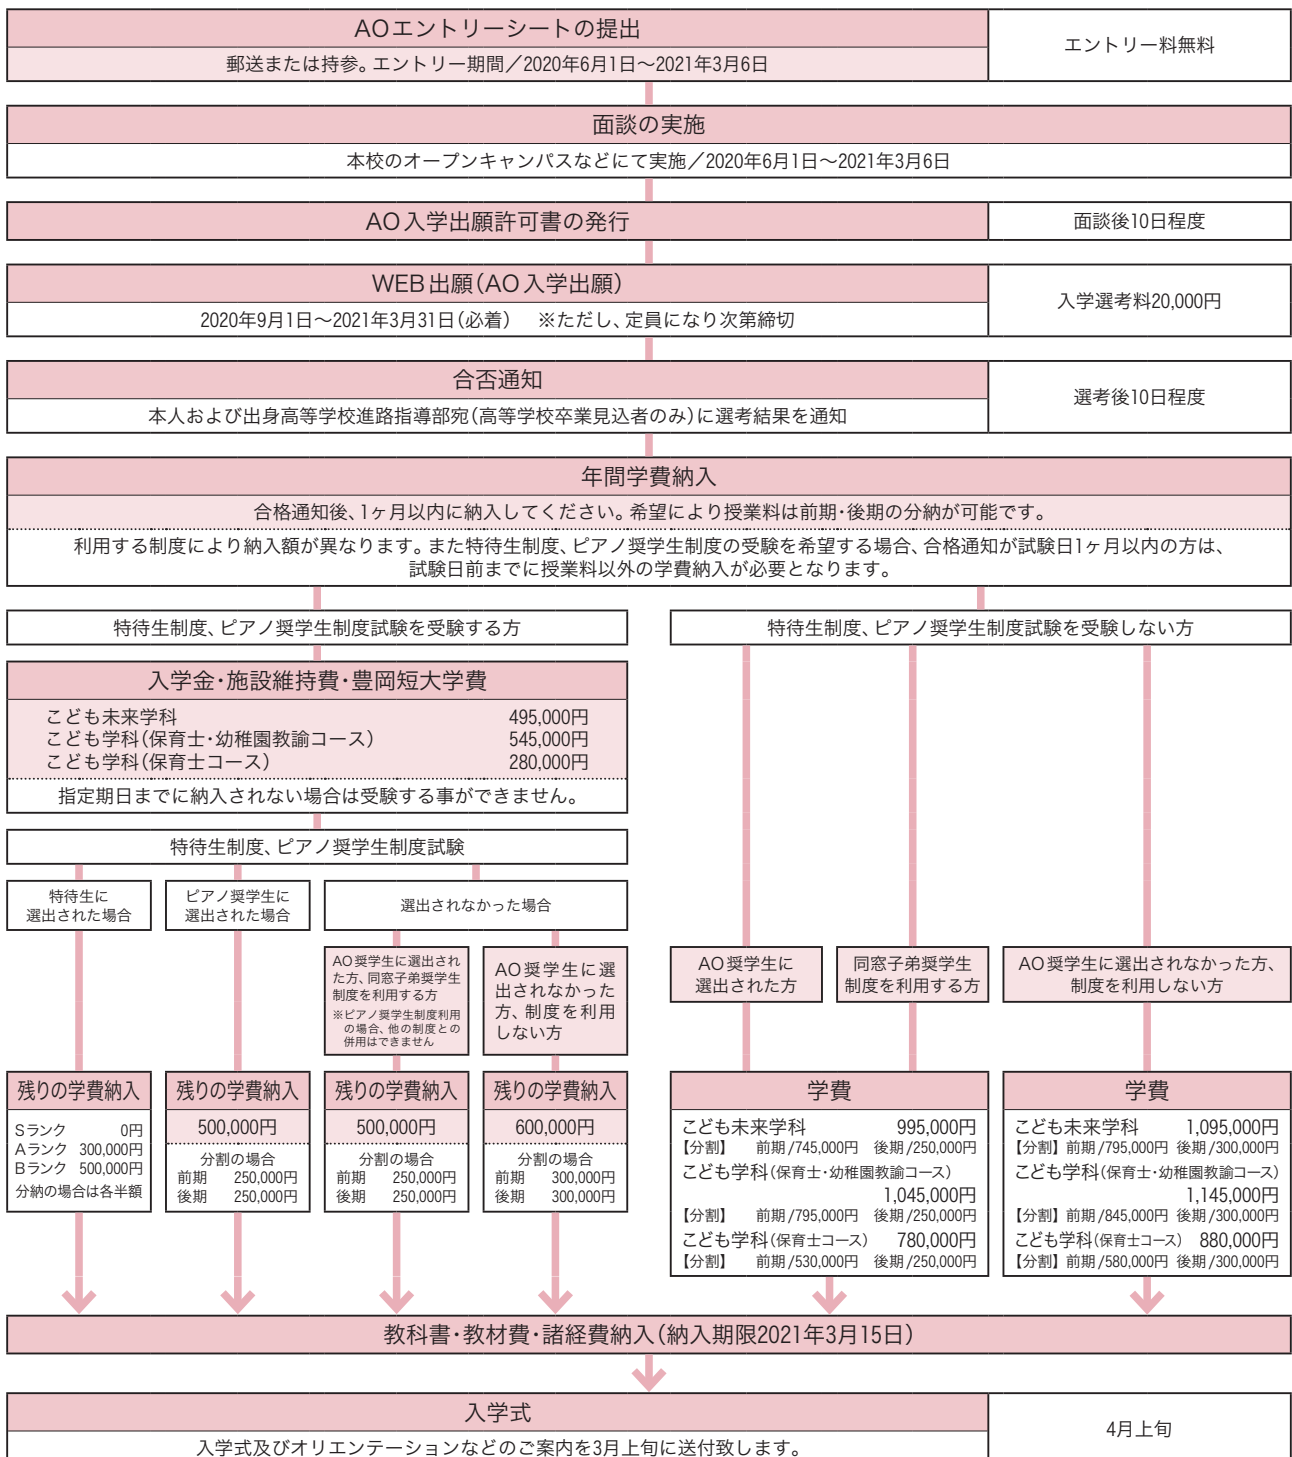 AOエントリーシートの提出
エントリー料無料
郵送または持参。エントリー期間／2020年6月1日～2021年3月6日
面談の実施
本校のオープンキャンパスなどにて実施／2020年6月1日～2021年3月6日
AO入学出願許可書の発行
面談後10日程度
WEB出願（AO入学出願）
入学選考料20,000円
2020年9月1日～2021年3月31日（必着）　※ただし、定員になり次第締切
合否通知
選考後10日程度
本人および出身高等学校進路指導部宛（高等学校卒業見込者のみ）に選考結果を通知
年間学費納入
合格通知後、1ヶ月以内に納入してください。希望により授業料は前期・後期の分納が可能です。
利用する制度により納入額が異なります。また特待生制度、ピアノ奨学生制度の受験を希望する場合、合格通知が試験日1ヶ月以内の方は、
試験日前までに授業料以外の学費納入が必要となります。
特待生制度、ピアノ奨学生制度試験を受験する方
入学金・施設維持費・豊岡短大学費
こども未来学科　495,000円
こども学科（保育士・幼稚園教諭コース）　545,000円
こども学科（保育士コース）　280,000円
指定期日までに納入されない場合は受験する事ができません。
特待生制度、ピアノ奨学生制度試験
特待生に
選出された場合
ピアノ奨学生に
選出された場合
選出されなかった場合
AO奨学生に選出され
た方、同窓子弟奨学生
制度を利用する方
※ピアノ奨学生制度利用
の場合、他の制度との
併用はできません
AO奨学生に選
出されなかった
方、制度を利用
しない方
残りの学費納入
Sランク　0円
Aランク　300,000円
Bランク　500,000円
分納の場合は各半額
残りの学費納入
500,000円
分割の場合
前期　250,000円
後期　250,000円
残りの学費納入
500,000円
分割の場合
前期　250,000円
後期　250,000円
残りの学費納入
600,000円
分割の場合
前期　300,000円
後期　300,000円
特待生制度、ピアノ奨学生制度試験を受験しない方
AO奨学生に
選出された方
同窓子弟奨学生
制度を利用する方
AO奨学生に選出されなかった方、
制度を利用しない方
学費
こども未来学科　995,000円
【分割】　前期/745,000円　後期/250,000円
こども学科（保育士・幼稚園教諭コース）
1,045,000円
【分割】　前期/795,000円　後期/250,000円
こども学科（保育士コース）　780,000円
【分割】　前期/530,000円　後期/250,000円
学費
こども未来学科　1,095,000円
【分割】前期/795,000円　後期/300,000円
こども学科（保育士・幼稚園教諭コース）
1,145,000円
【分割】前期/845,000円　後期/300,000円
こども学科（保育士コース）　880,000円
【分割】前期/580,000円　後期/300,000円
教科書・教材費・諸経費納入（納入期限2021年3月15日）
入学式
4月上旬
入学式及びオリエンテーションなどのご案内を3月上旬に送付致します。